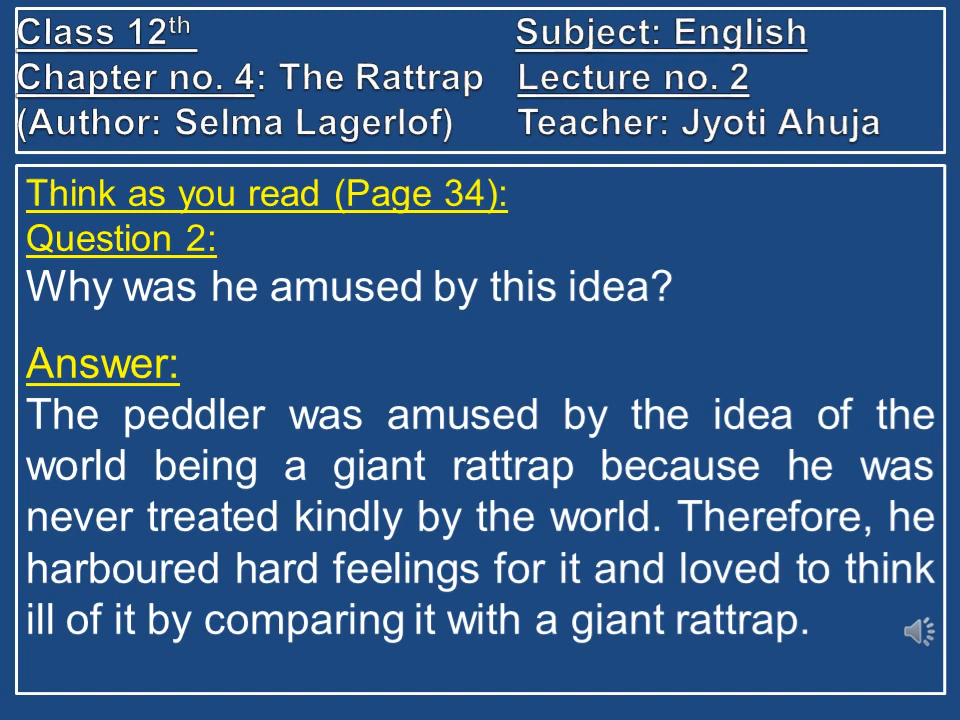 Class 12th Subject: English
Chapter no. 4: The Rattrap Lecture no. 2
(Author: Selma Lagerlof) Teacher: Jyoti Ahuja
Think as you read (Page 34):
Question 2:
Why was he amused by this idea?
Answer:
The peddler was amused by the idea of the
world being a giant rattrap because he was
never treated kindly by the world. Therefore, he
harboured hard feelings for it and loved to think
ill of it by comparing it with a giant rattrap.